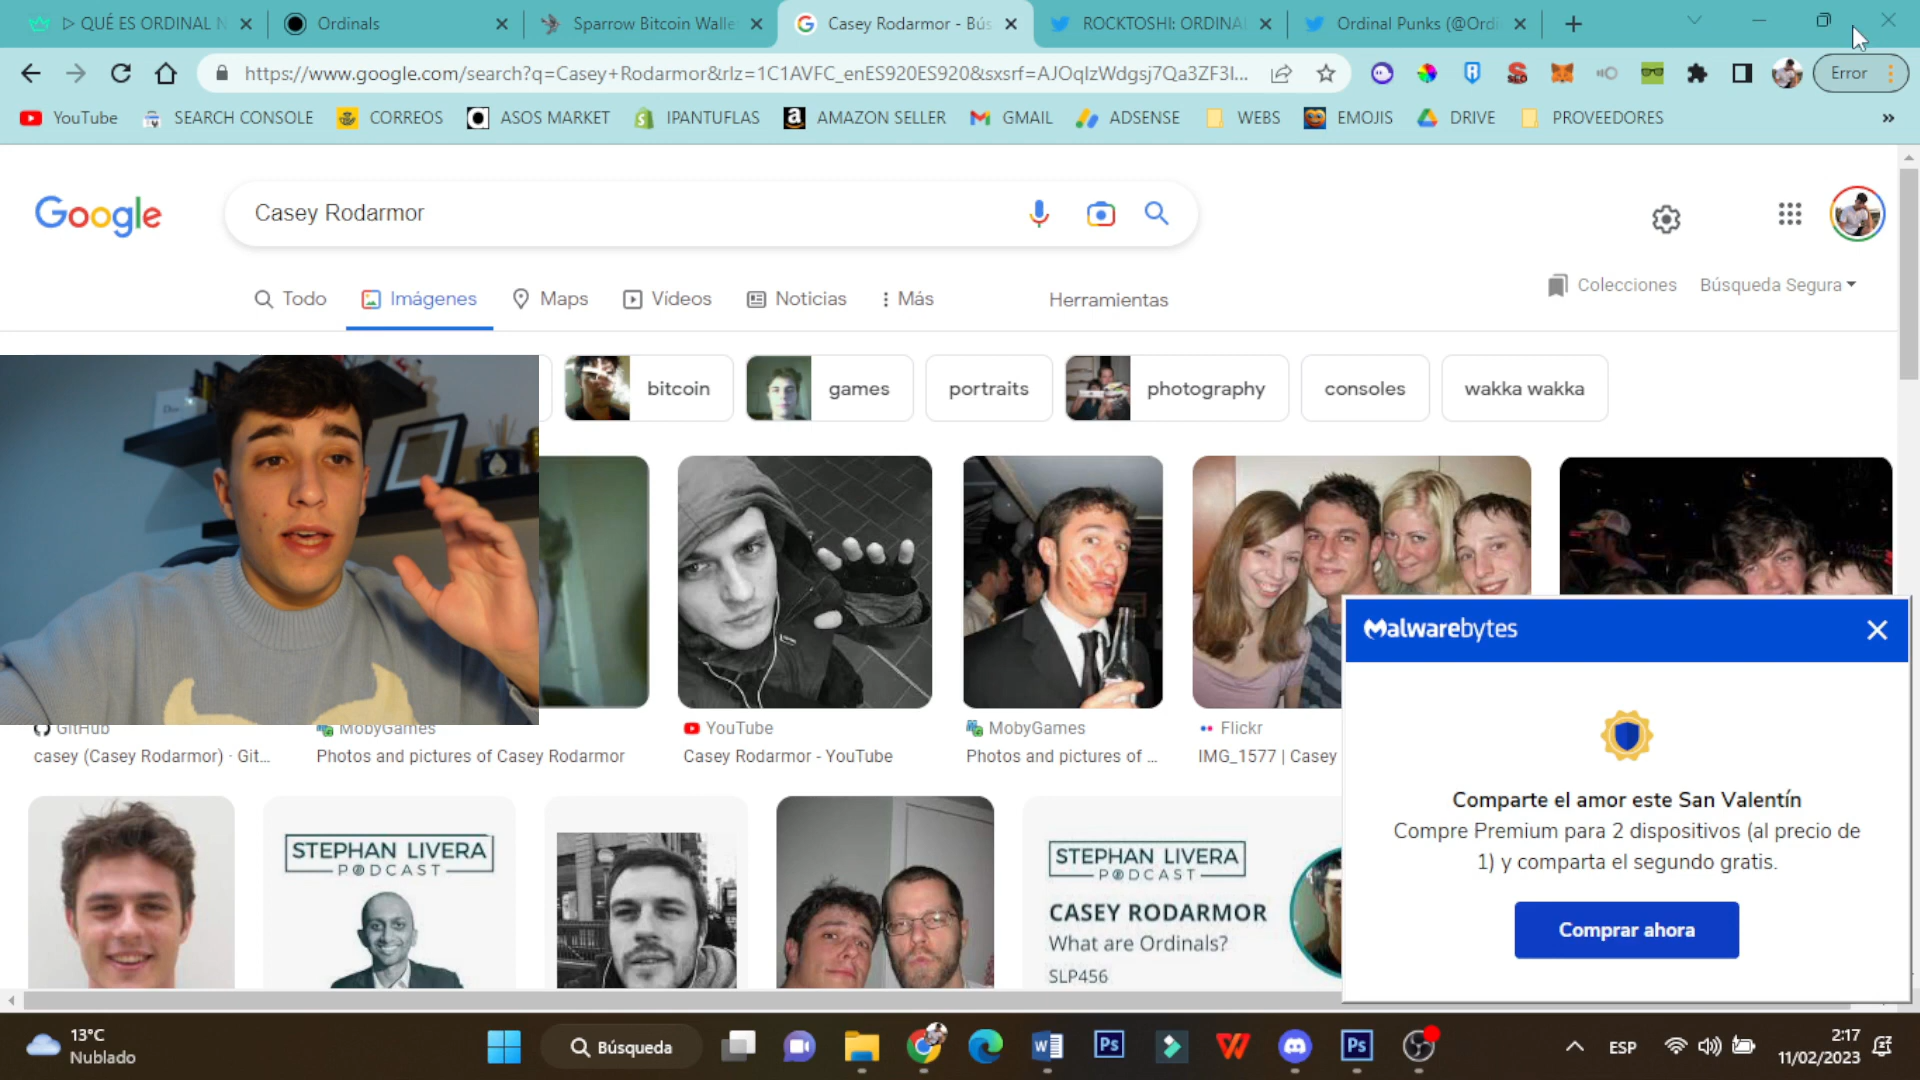 ▷ QUÉ ES ORDINAL N
Ordinals
Sparrow Bitcoin Walle
Casey Rodarmor - Bús
ROCKTOSHI: ORDINA
Ordinal Punks (@Ordi
https://www.google.com/search?q=Casey+Rodarmor&rlz=1C1AVFC_enES920ES920&sxsrf=AJOqlzWdgsj7Qa3ZF3I...
Error
YouTube
SEARCH CONSOLE
CORREOS
ASOS MARKET
IPANTUFLAS
AMAZON SELLER
GMAIL
ADSENSE
WEBS
EMOJIS
DRIVE
PROVEEDORES
»
Google
Casey Rodarmor
Todo
Imágenes
Maps
Vídeos
Noticias
Más
Herramientas
Colecciones
Búsqueda Segura
bitcoin
games
portraits
photography
consoles
wakka wakka
GitHub
casey (Casey Rodarmor) · Git...
MobyGames
Photos and pictures of Casey Rodarmor
YouTube
Casey Rodarmor - YouTube
MobyGames
Photos and pictures of ...
Flickr
IMG_1577 | Casey
STEPHAN LIVERA
PODCAST
STEPHAN LIVERA
PODCAST
CASEY RODARMOR
What are Ordinals?
SLP456
Malwarebytes
Comparte el amor este San Valentín
Compre Premium para 2 dispositivos (al precio de
1) y comparta el segundo gratis.
Comprar ahora
13°C
Nublado
Búsqueda
ESP
2:17
11/02/2023